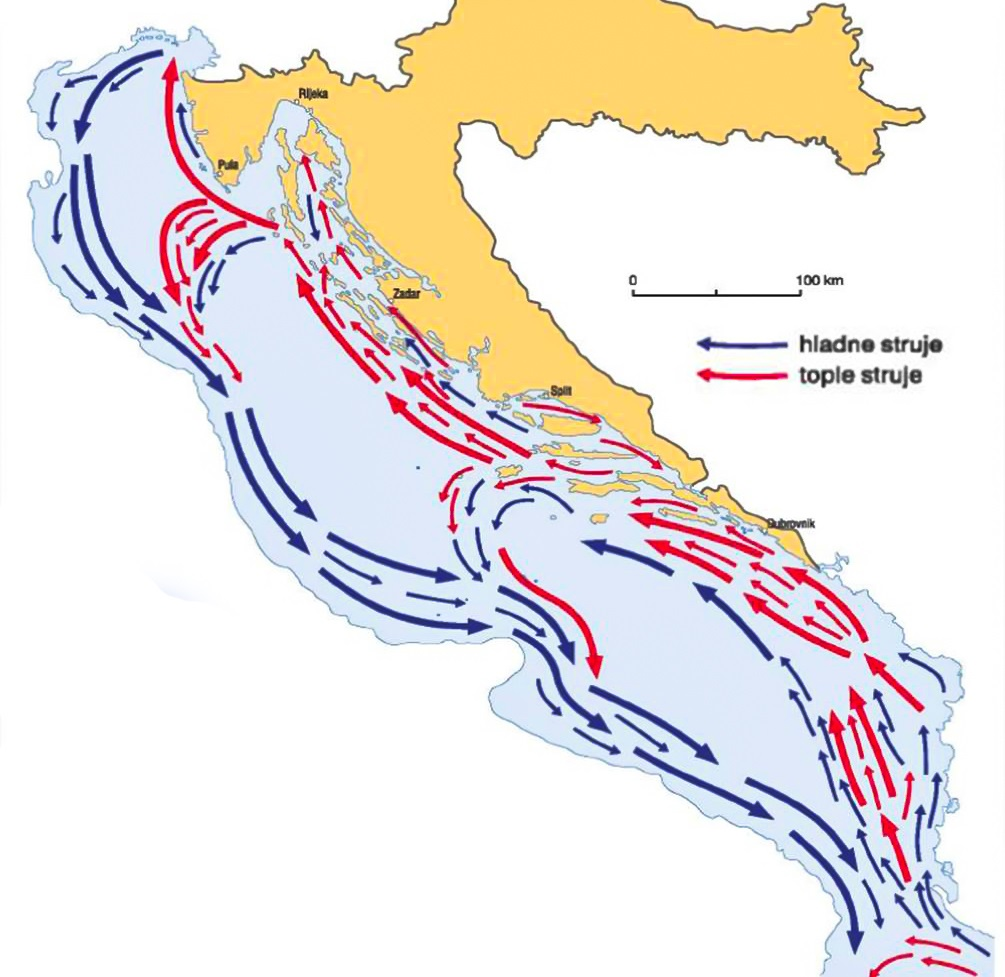 Rijeka
Pula
Zadar
0 100 km
hladne struje
tople struje
Split
Dubrovnik